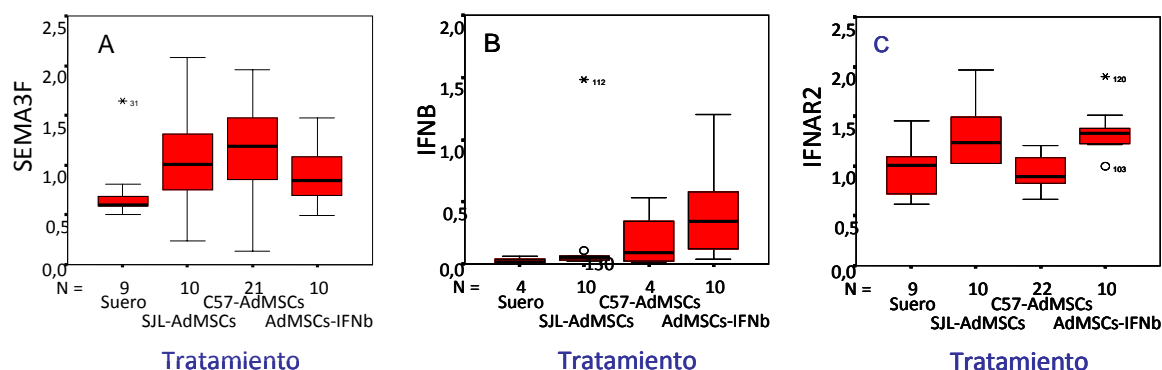 A
SEMA3F
2,5
2,0
1,5
1,0
,5
0,0
31
N = 9 10 21 10
Suero C57-AdMSCs
SJL-AdMSCs AdMSCs-IFNb
Tratamiento
B
IFNB
2,0
1,5
1,0
0,5
0,0
112
130
N = 4 10 4 10
Suero C57-AdMSCs
SJL-AdMSCs AdMSCs-IFNb
Tratamiento
C
IFNAR2
2,5
2,0
1,5
1,0
0,5
0,0
120
103
N = 9 10 22 10
Suero C57-AdMSCs
SJL-AdMSCs AdMSCs-IFNb
Tratamiento